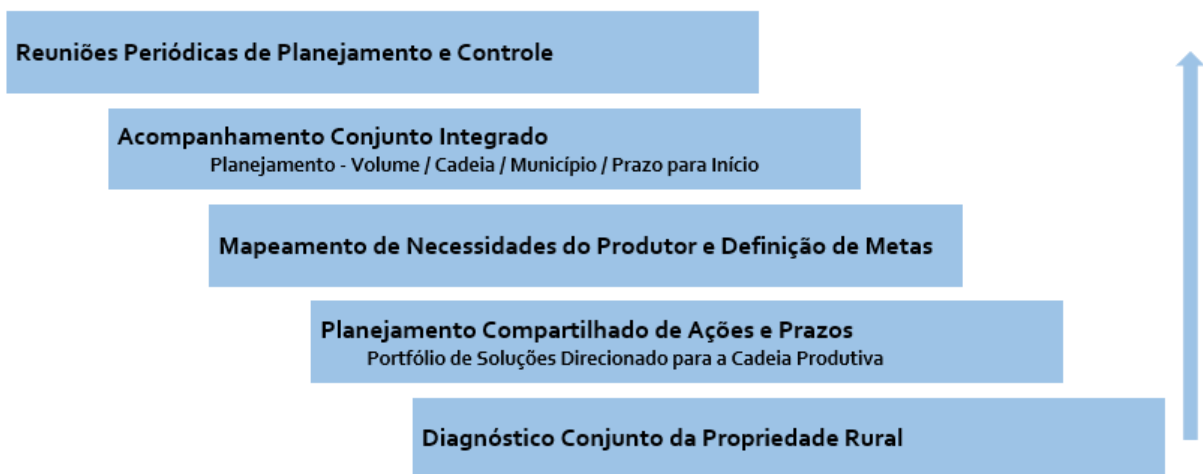 Reuniões Periódicas de Planejamento e Controle
Acompanhamento Conjunto Integrado
Planejamento - Volume / Cadeia / Município / Prazo para Início
Mapeamento de Necessidades do Produtor e Definição de Metas
Planejamento Compartilhado de Ações e Prazos
Portfólio de Soluções Direcionado para a Cadeia Produtiva
Diagnóstico Conjunto da Propriedade Rural